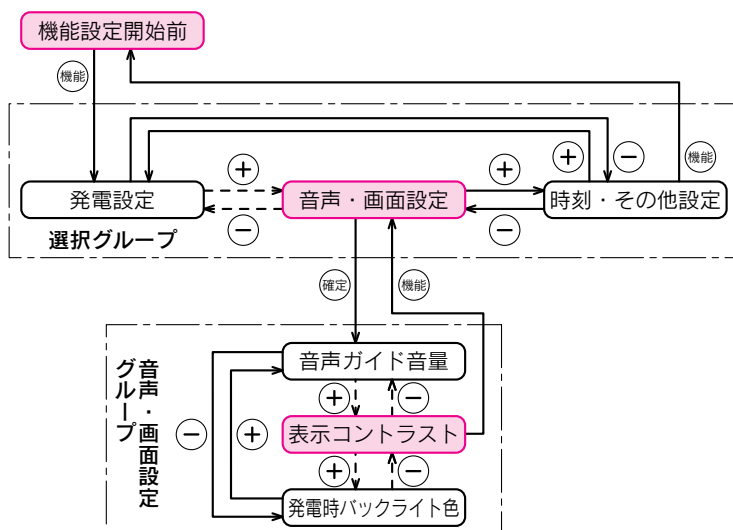 機能設定開始前
機能
＋
－
機能
＋
＋
発電設定
音声・画面設定
時刻・その他設定
－
－
選択グループ
確定
機能
音声・画面設定
グループ
音声ガイド音量
＋
－
－
＋
表示コントラスト
＋
－
発電時バックライト色